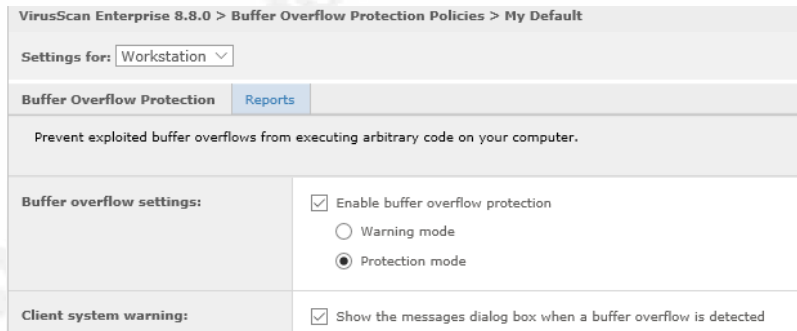 VirusScan Enterprise 8.8.0 > Buffer Overflow Protection Policies > My Default
Settings for: Workstation
Buffer Overflow Protection Reports
Prevent exploited buffer overflows from executing arbitrary code on your computer.
Buffer overflow settings: Enable buffer overflow protection
Warning mode
Protection mode
Client system warning: Show the messages dialog box when a buffer overflow is detected